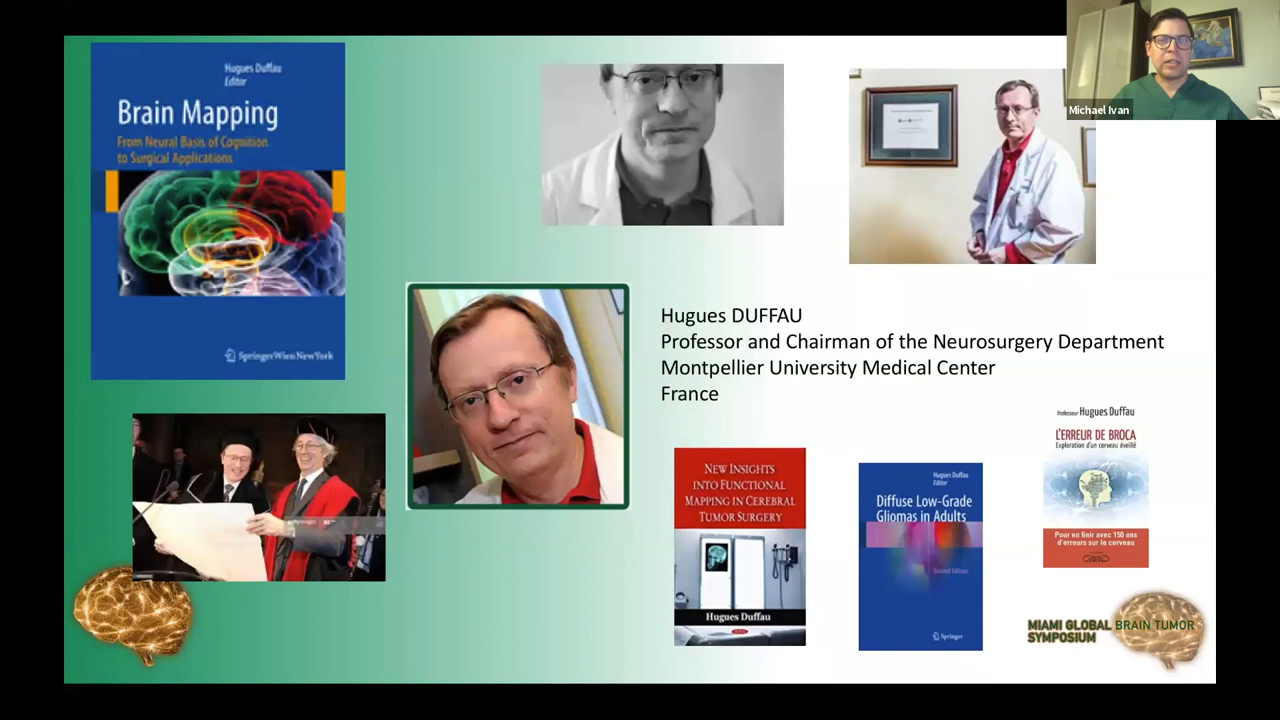 Hugues Duffau
Editor
Brain Mapping
From Neural Basis of Cognition
to Surgical Applications
SpringerWienNewYork
Michael Ivan
Hugues DUFFAU
Professor and Chairman of the Neurosurgery Department
Montpellier University Medical Center
France
NEW INSIGHTS
INTO FUNCTIONAL
MAPPING IN CEREBRAL
TUMOR SURGERY
Hugues Duffau
Hugues Duffau
Editor
Diffuse Low-Grade
Gliomas in Adults
Second Edition
Springer
Professeur Hugues Duffau
L'ERREUR DE BROCA
Exploration d'un cerveau éveillé
Pour en finir avec 150 ans
d'erreurs sur le cerveau
MIAMI GLOBAL BRAIN TUMOR
SYMPOSIUM